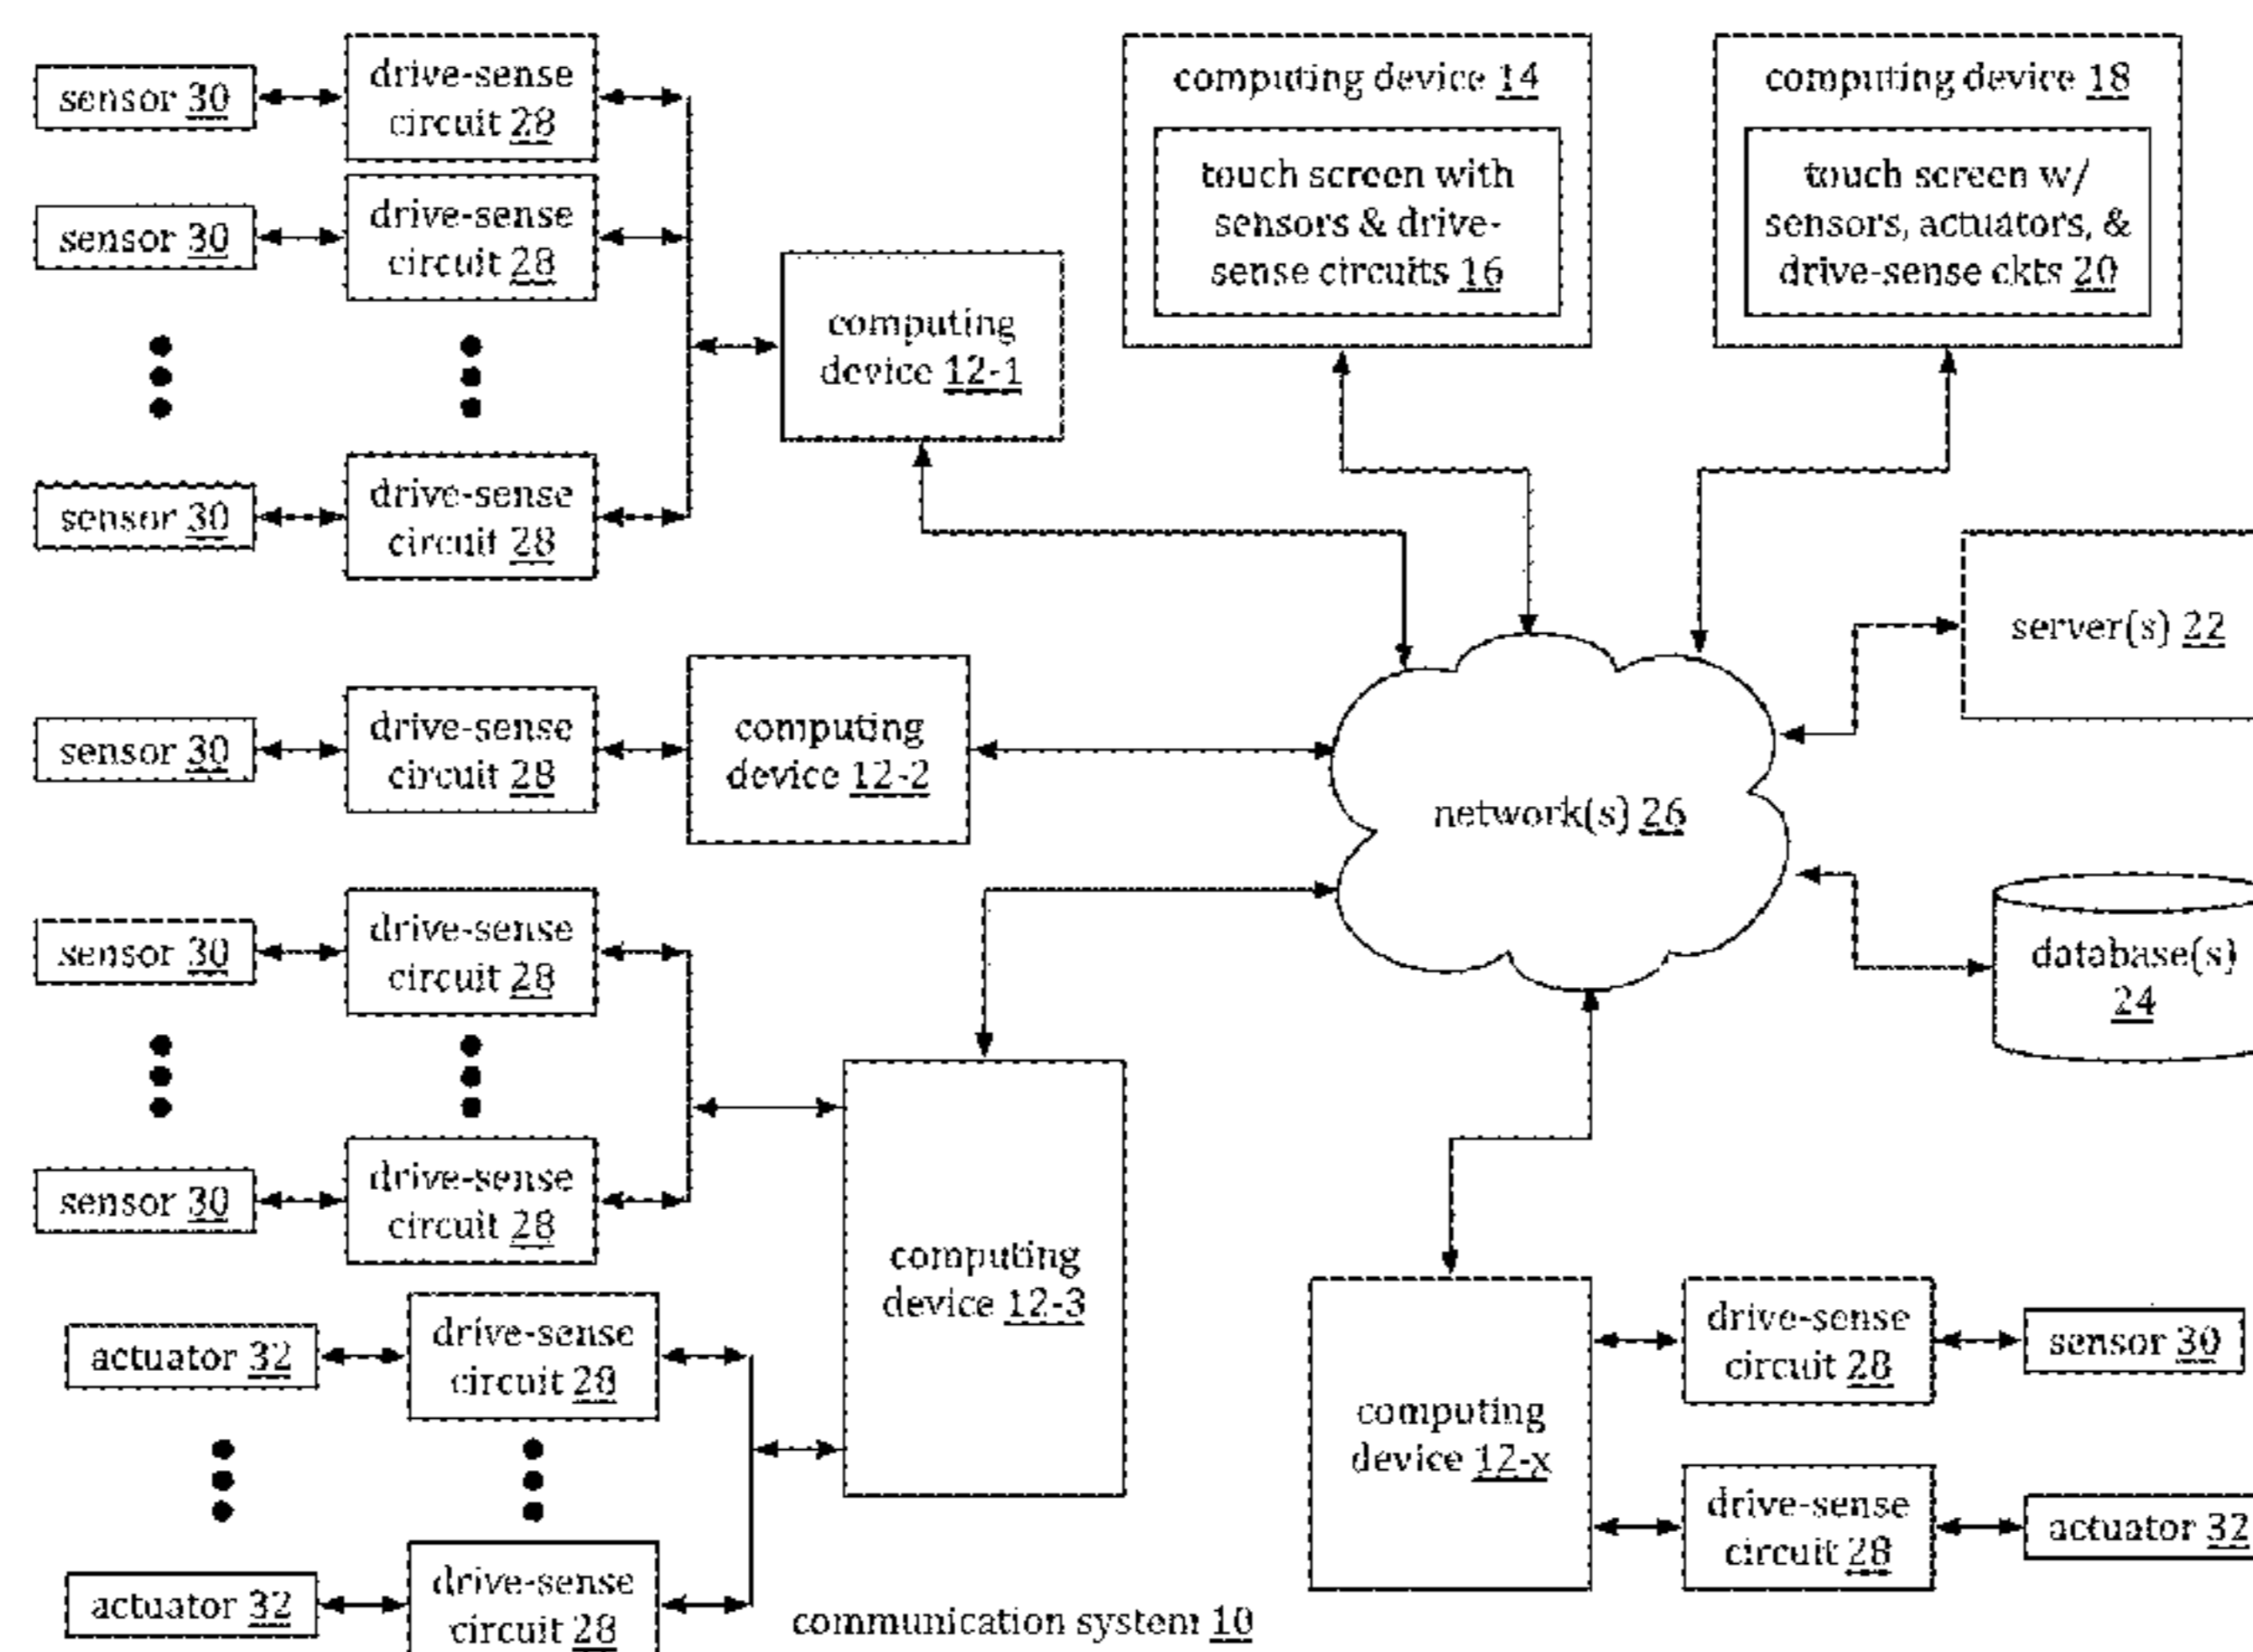 sensor 30
drive-sense
circuit 28
sensor 30
drive-sense
circuit 28
sensor 30
drive-sense
circuit 28
computing
device 12-1
computing device 14
touch screen with
sensors & drive-
sense circuits 16
computing device 18
touch screen w/
sensors, actuators, &
drive-sense ckts 20
server(s) 22
sensor 30
drive-sense
circuit 28
computing
device 12-2
network(s) 26
database(s)
24
sensor 30
drive-sense
circuit 28
sensor 30
drive-sense
circuit 28
computing
device 12-3
actuator 32
drive-sense
circuit 28
actuator 32
drive-sense
circuit 28
computing
device 12-x
drive-sense
circuit 28
sensor 30
drive-sense
circuit 28
actuator 32
communication system 10